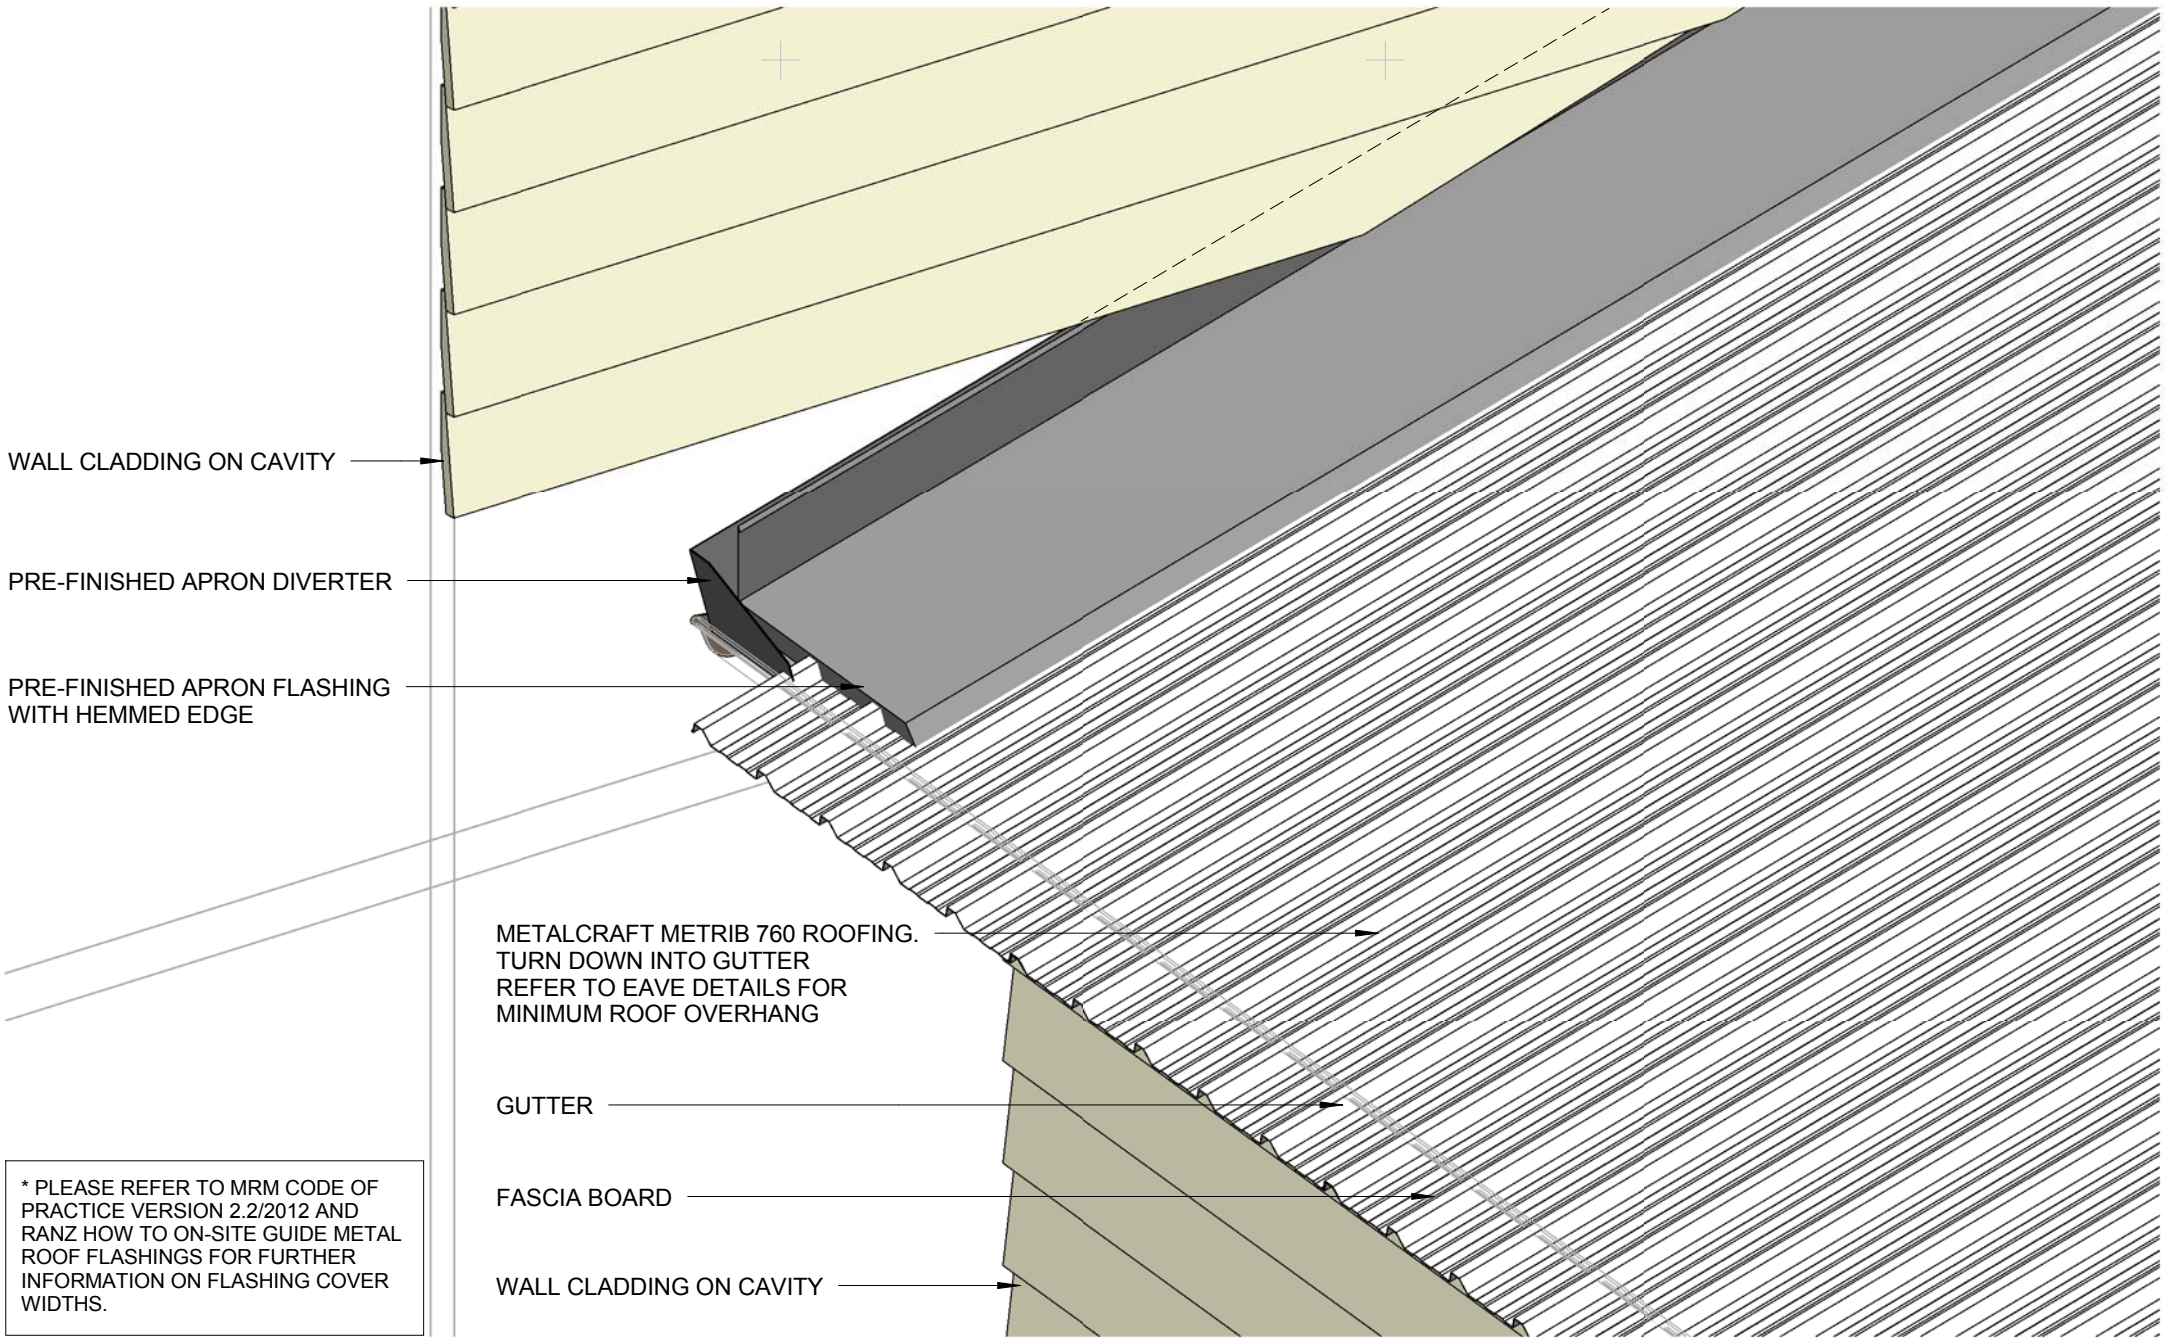 WALL CLADDING ON CAVITY
PRE-FINISHED APRON DIVERTER
PRE-FINISHED APRON FLASHING
WITH HEMMED EDGE
METALCRAFT METRIB 760 ROOFING.
TURN DOWN INTO GUTTER
REFER TO EAVE DETAILS FOR
MINIMUM ROOF OVERHANG
GUTTER
FASCIA BOARD
WALL CLADDING ON CAVITY
* PLEASE REFER TO MRM CODE OF
PRACTICE VERSION 2.2/2012 AND
RANZ HOW TO ON-SITE GUIDE METAL
ROOF FLASHINGS FOR FURTHER
INFORMATION ON FLASHING COVER
WIDTHS.